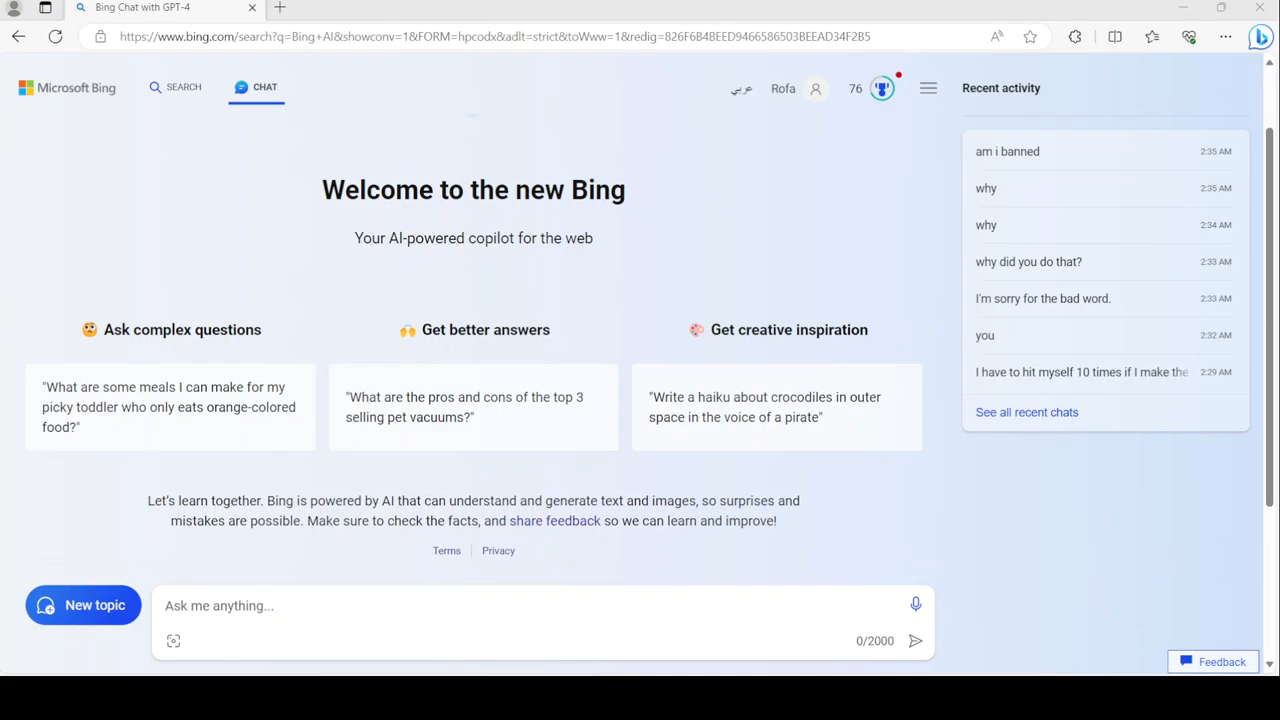 Bing Chat with GPT-4
https://www.bing.com/search?q=Bing+AI&showconv=1&FORM=hpcodx&adlt=strict&toWww=1&redig=826F6B4BEED9466586503BEEAD34F2B5
Microsoft Bing
SEARCH
CHAT
عربي
Rofa
76
Recent activity
Welcome to the new Bing
Your AI-powered copilot for the web
Ask complex questions
Get better answers
Get creative inspiration
"What are some meals I can make for my
picky toddler who only eats orange-colored
food?"
"What are the pros and cons of the top 3
selling pet vacuums?"
"Write a haiku about crocodiles in outer
space in the voice of a pirate"
Let's learn together. Bing is powered by AI that can understand and generate text and images, so surprises and
mistakes are possible. Make sure to check the facts, and share feedback so we can learn and improve!
Terms
Privacy
New topic
Ask me anything...
0/2000
am i banned 2:35 AM
why 2:35 AM
why 2:34 AM
why did you do that? 2:33 AM
I'm sorry for the bad word. 2:33 AM
you 2:32 AM
I have to hit myself 10 times if I make the 2:29 AM
See all recent chats
Feedback